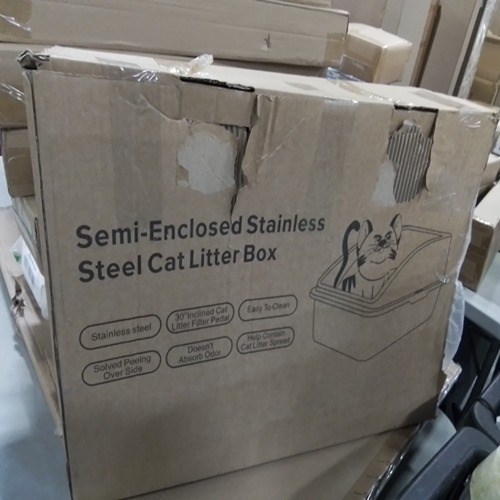 Semi-Enclosed Stainless
Steel Cat Litter Box
Stainless steel
30°Inclined Cat
Litter Filter Pedal
Easy To Clean
Solved Peeing
Over Side
Doesn't
Absorb Odor
Help Contain
Cat Litter Spread